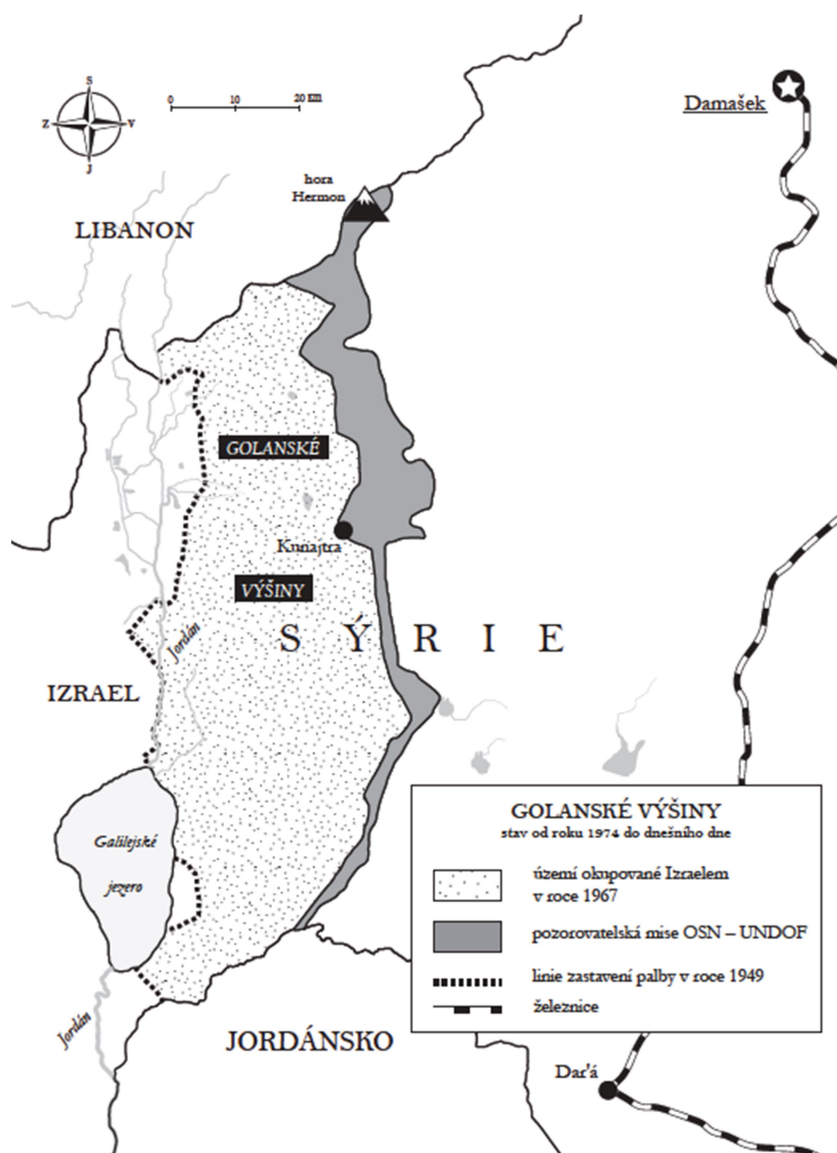 S
Z
V
J
0 10 20 km
Damašek
hora
Hermon
LIBANON
GOLANSKÉ
Kunajtra
VÝŠINY
Jordán
SÝRIE
IZRAEL
Galilejské
jezero
GOLANSKÉ VÝŠINY
stav od roku 1974 do dnešního dne
území okupované Izraelem
v roce 1967
pozorovatelská mise OSN – UNDOF
linie zastavení palby v roce 1949
železnice
Jordán
JORDÁNSKO
Dar'á